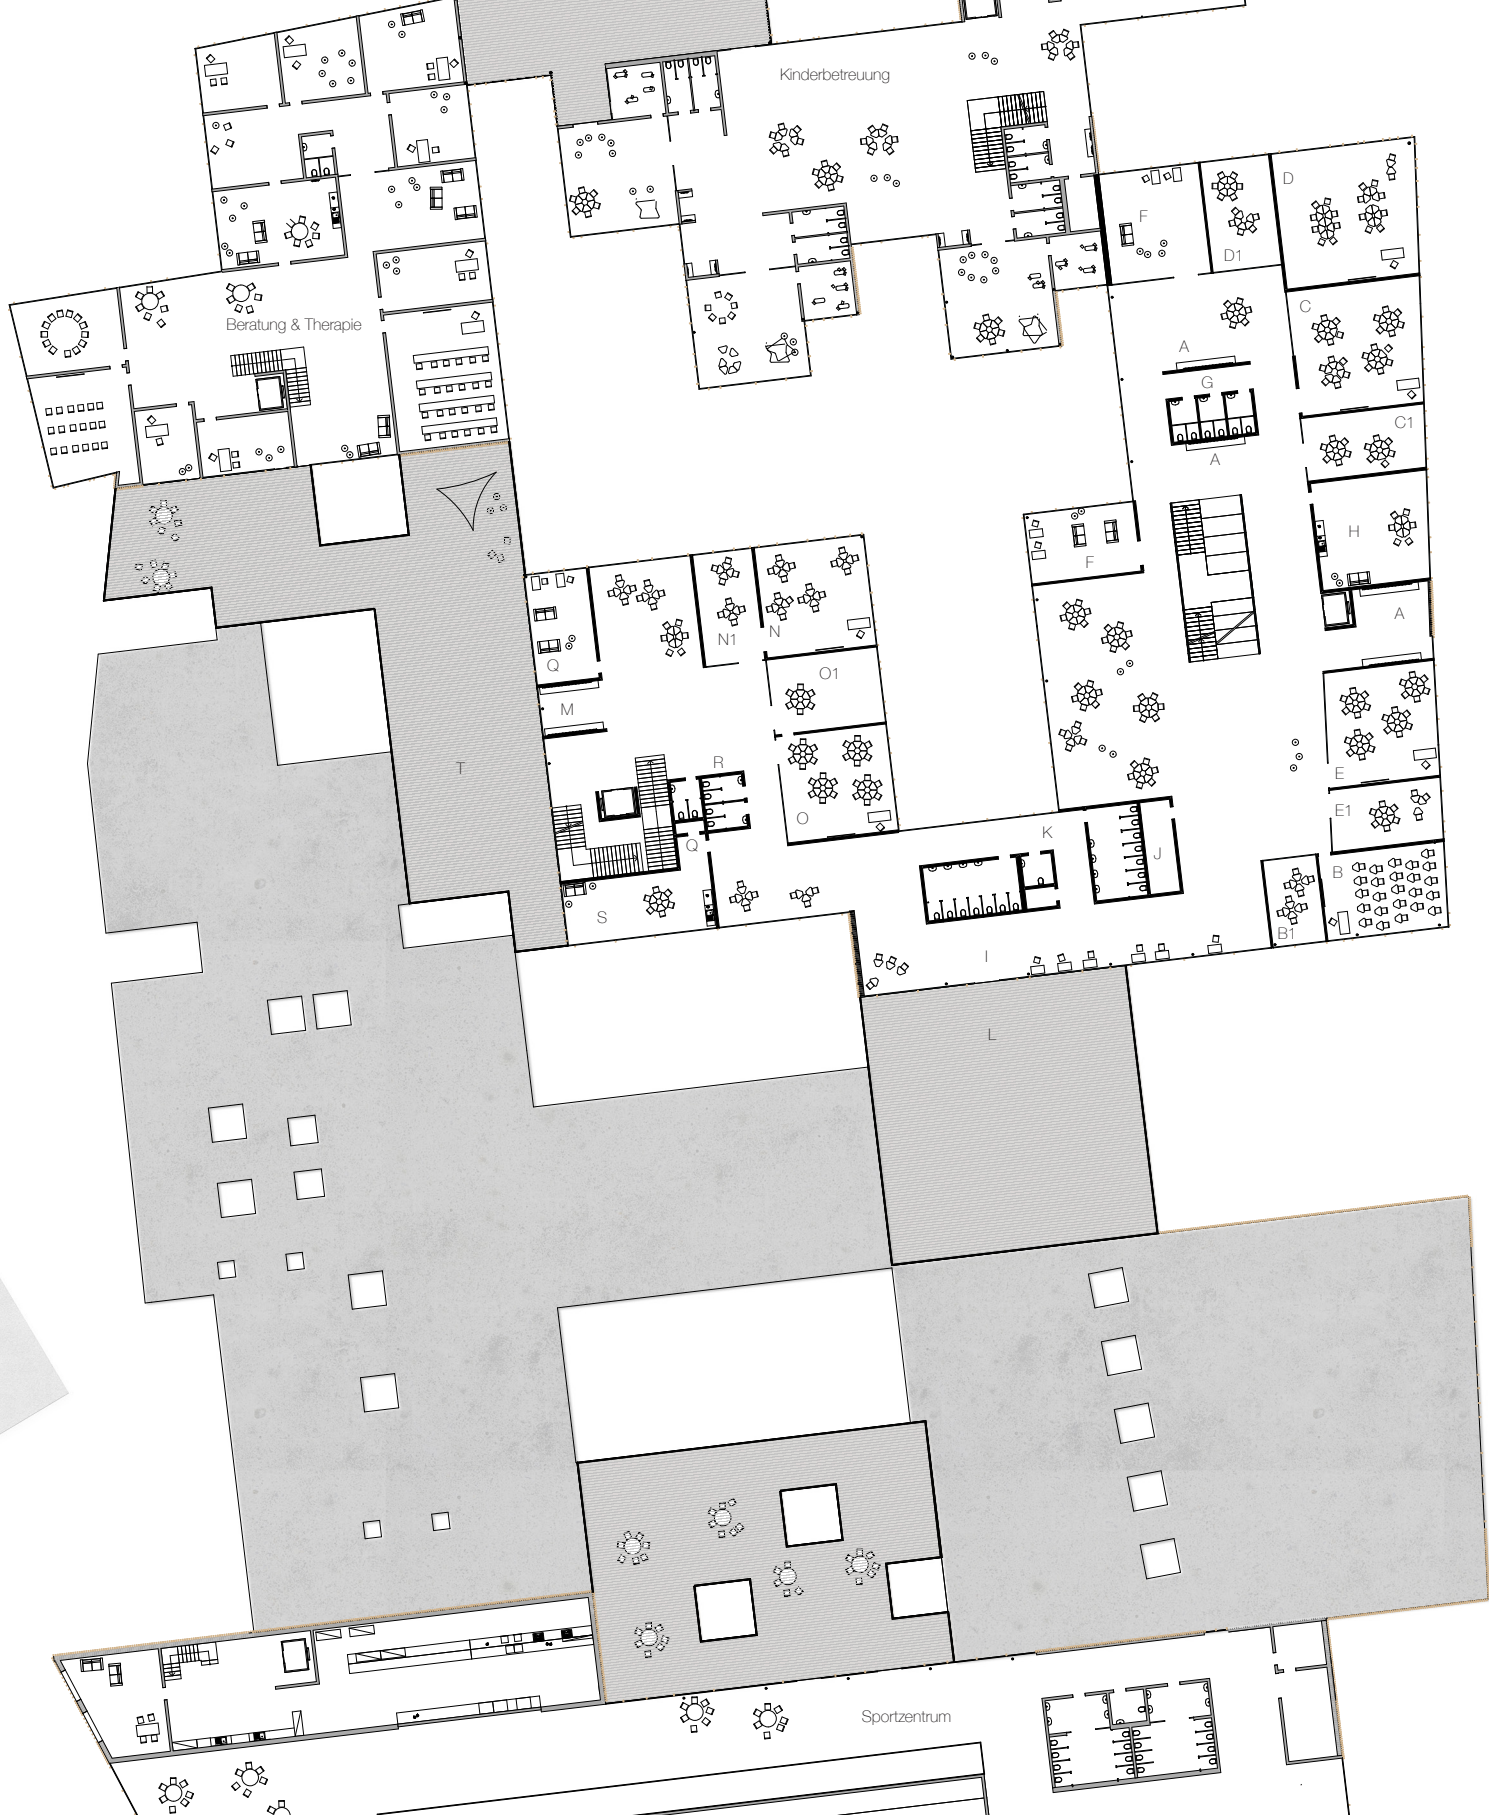 Kinderbetreuung
D
F
D1
C
Beratung & Therapie
A
G
C1
A
H
F
A
N
N1
Q
O1
M
R
T
E
E1
O
K
Q
J
B
S
B1
I
L
Sportzentrum